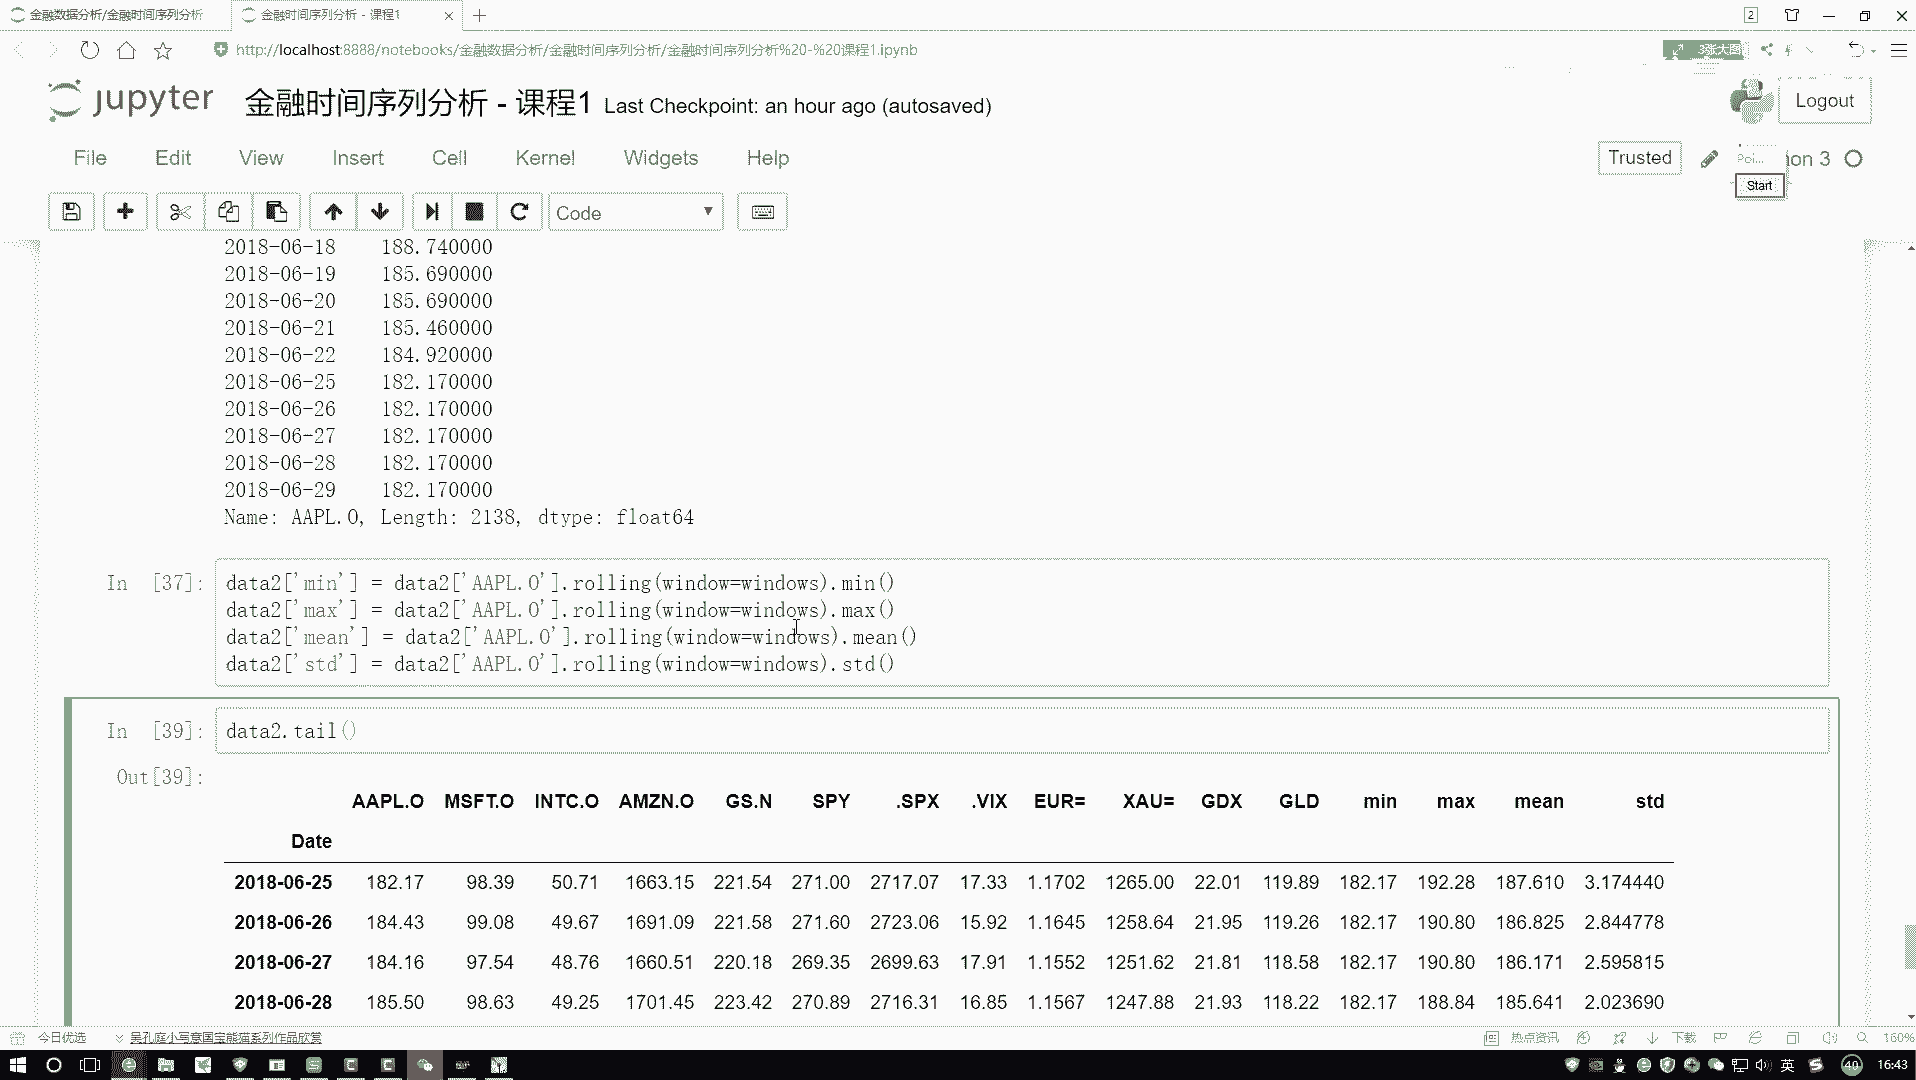 金融数据分析/金融时间序列分析
金融时间序列分析 - 课程1
2
http://localhost:8888/notebooks/金融数据分析/金融时间序列分析/金融时间序列分析%20-%20课程1.ipynb
3张大图
jupyter 金融时间序列分析 - 课程1 Last Checkpoint: an hour ago (autosaved)
Logout
File Edit View Insert Cell Kernel Widgets Help
Trusted
Poi...
on 3
Start
Code
2018-06-18 188.740000
2018-06-19 185.690000
2018-06-20 185.690000
2018-06-21 185.460000
2018-06-22 184.920000
2018-06-25 182.170000
2018-06-26 182.170000
2018-06-27 182.170000
2018-06-28 182.170000
2018-06-29 182.170000
Name: AAPL.O, Length: 2138, dtype: float64
In [37]: data2['min'] = data2['AAPL.O'].rolling(window=windows).min()
data2['max'] = data2['AAPL.O'].rolling(window=windows).max()
data2['mean'] = data2['AAPL.O'].rolling(window=windows).mean()
data2['std'] = data2['AAPL.O'].rolling(window=windows).std()
In [39]: data2.tail()
Out[39]:
AAPL.O MSFT.O INTC.O AMZN.O GS.N SPY .SPX .VIX EUR= XAU= GDX GLD min max mean std
Date
2018-06-25 182.17 98.39 50.71 1663.15 221.54 271.00 2717.07 17.33 1.1702 1265.00 22.01 119.89 182.17 192.28 187.610 3.174440
2018-06-26 184.43 99.08 49.67 1691.09 221.58 271.60 2723.06 15.92 1.1645 1258.64 21.95 119.26 182.17 190.80 186.825 2.844778
2018-06-27 184.16 97.54 48.76 1660.51 220.18 269.35 2699.63 17.91 1.1552 1251.62 21.81 118.58 182.17 190.80 186.171 2.595815
2018-06-28 185.50 98.63 49.25 1701.45 223.42 270.89 2716.31 16.85 1.1567 1247.88 21.93 118.22 182.17 188.84 185.641 2.023690
今日优选 吴孔庭小写意国宝熊猫系列作品欣赏
热点资讯 下载 160%
英 40 16:43